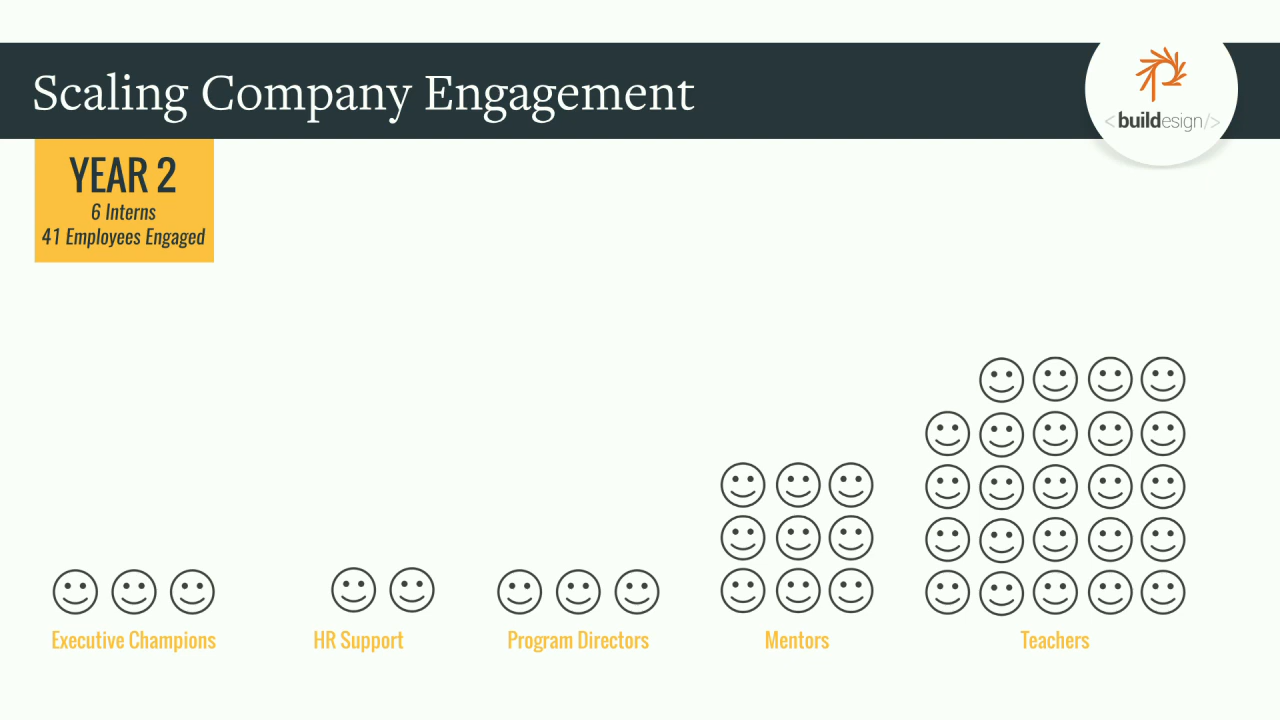 Scaling Company Engagement
<buildesign/>
YEAR 2
6 Interns
41 Employees Engaged
Executive Champions
HR Support
Program Directors
Mentors
Teachers